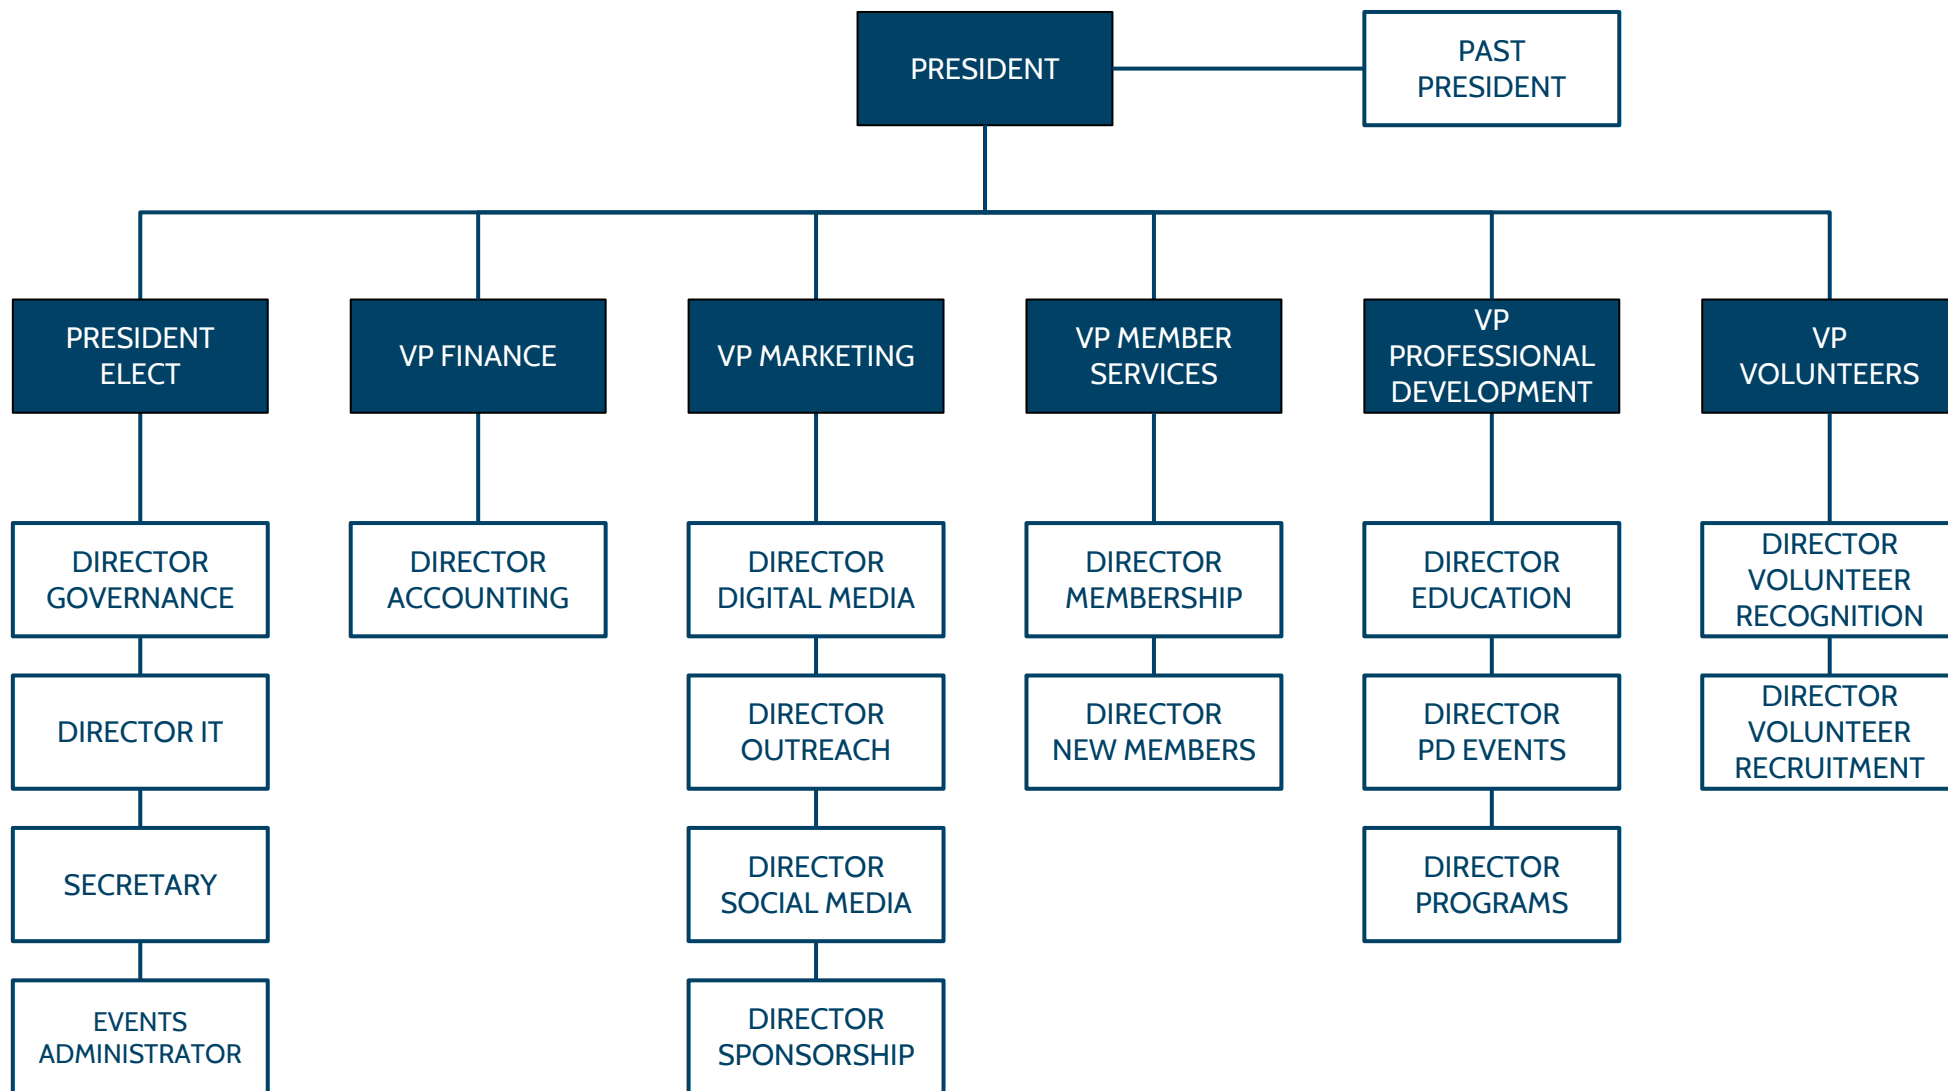 PRESIDENT
PAST
PRESIDENT
PRESIDENT
ELECT
VP FINANCE
VP MARKETING
VP MEMBER
SERVICES
VP
PROFESSIONAL
DEVELOPMENT
VP
VOLUNTEERS
DIRECTOR
GOVERNANCE
DIRECTOR
ACCOUNTING
DIRECTOR
DIGITAL MEDIA
DIRECTOR
MEMBERSHIP
DIRECTOR
EDUCATION
DIRECTOR
VOLUNTEER
RECOGNITION
DIRECTOR IT
DIRECTOR
OUTREACH
DIRECTOR
NEW MEMBERS
DIRECTOR
PD EVENTS
DIRECTOR
VOLUNTEER
RECRUITMENT
SECRETARY
DIRECTOR
SOCIAL MEDIA
DIRECTOR
PROGRAMS
EVENTS
ADMINISTRATOR
DIRECTOR
SPONSORSHIP